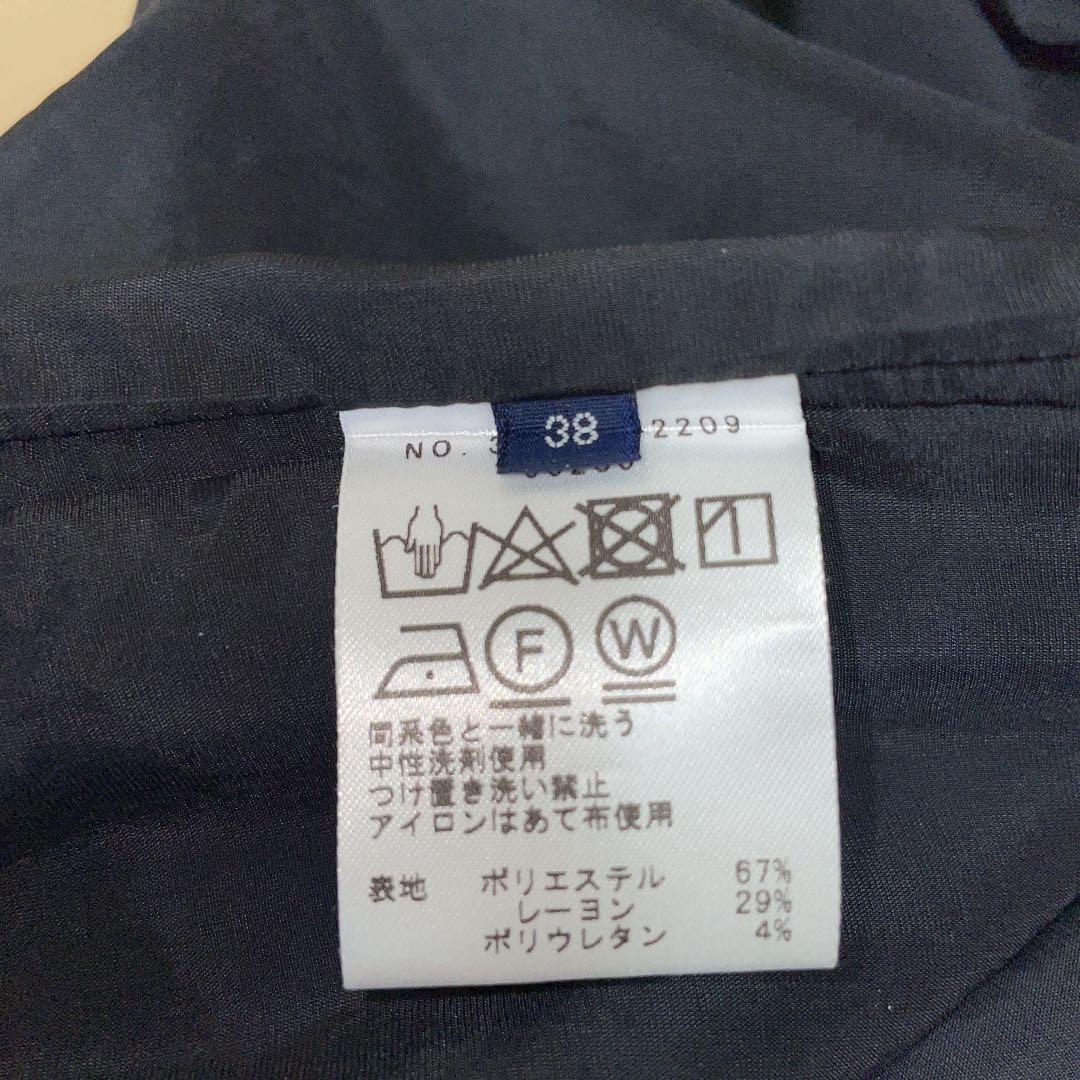 38
NO. 2209
F
W
同系色と一緒に洗う
中性洗剤使用
つけ置き洗い禁止
アイロンはあて布使用
表地 ポリエステル 67%
レーヨン 29%
ポリウレタン 4%